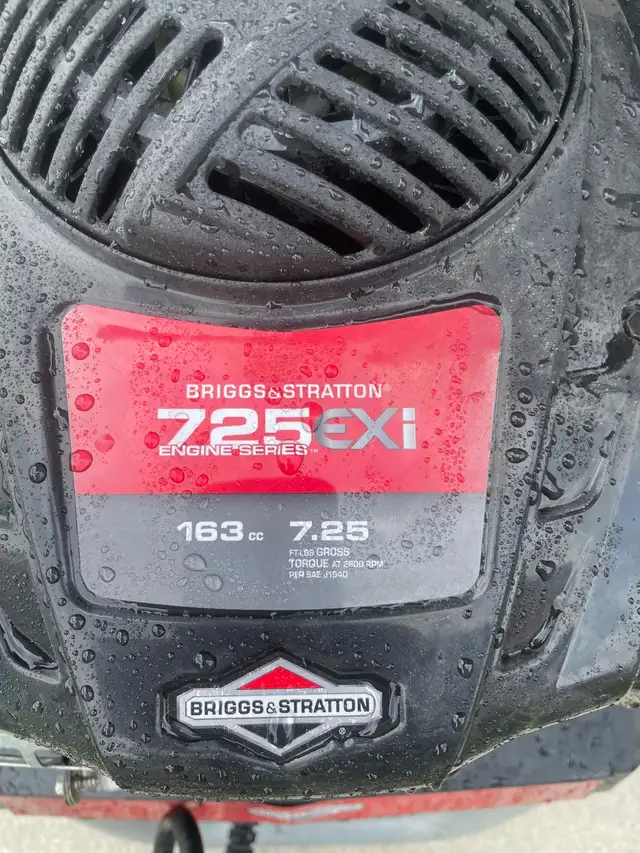 BRIGGS&STRATTON®
725EXi
ENGINE SERIES™
163 cc 7.25
FT-LBS GROSS
TORQUE AT 2600 RPM
PER SAE J1940
BRIGGS&STRATTON®